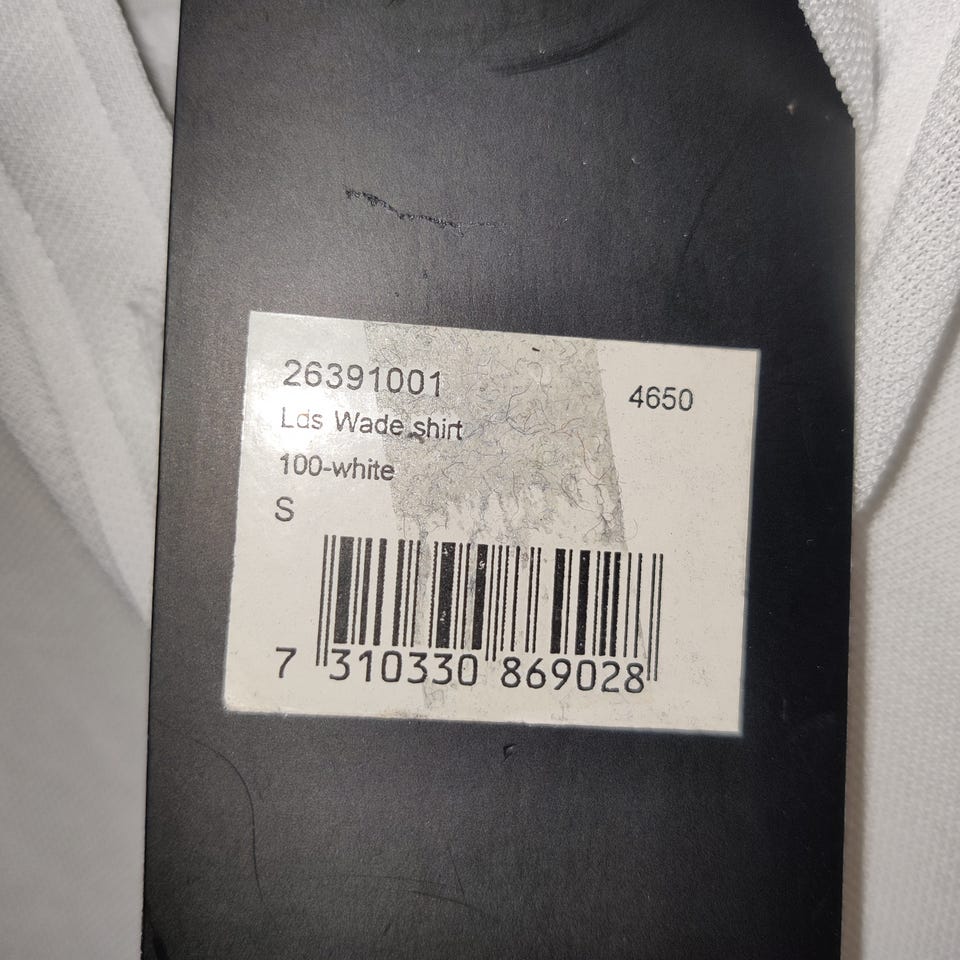 26391001 4650
Lds Wade shirt
100-white
S
7 310330 869028